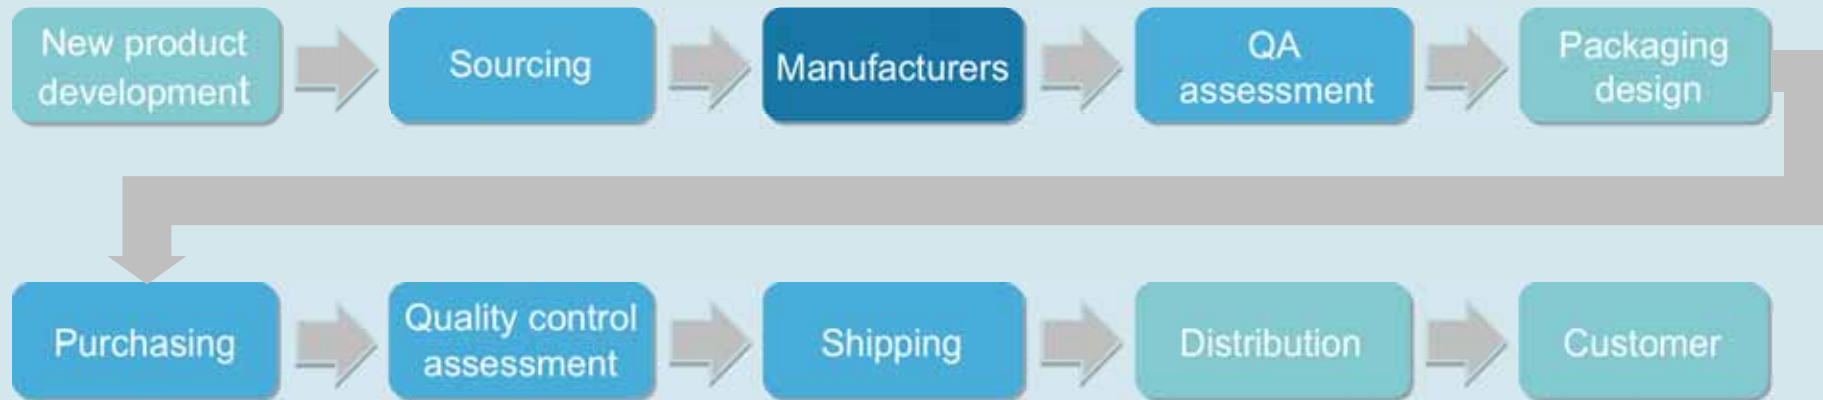 New product
development
Sourcing
Manufacturers
QA
assessment
Packaging
design
Purchasing
Quality control
assessment
Shipping
Distribution
Customer